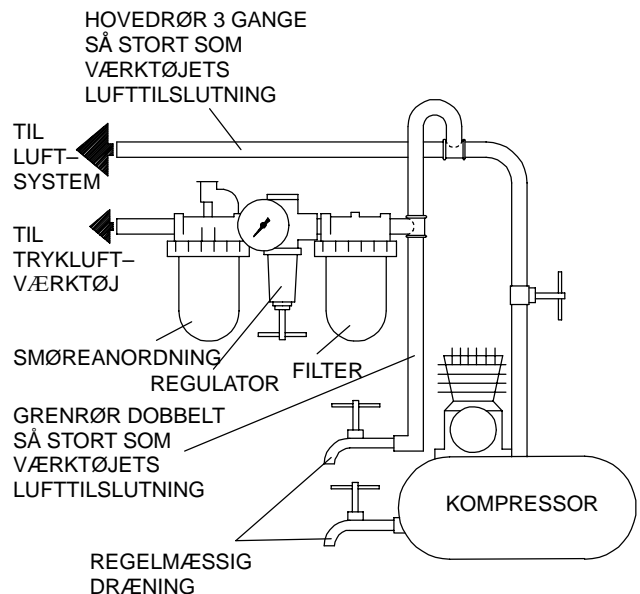 HOVEDRØR 3 GANGE
SÅ STORT SOM
VÆRKTØJETS
LUFTTILSLUTNING
TIL
LUFT–
SYSTEM
TIL
TRYKLUFT–
VÆRKTØJ
SMØREANORDNING
REGULATOR
FILTER
GRENRØR DOBBELT
SÅ STORT SOM
VÆRKTØJETS
LUFTTILSLUTNING
KOMPRESSOR
REGELMÆSSIG
DRÆNING